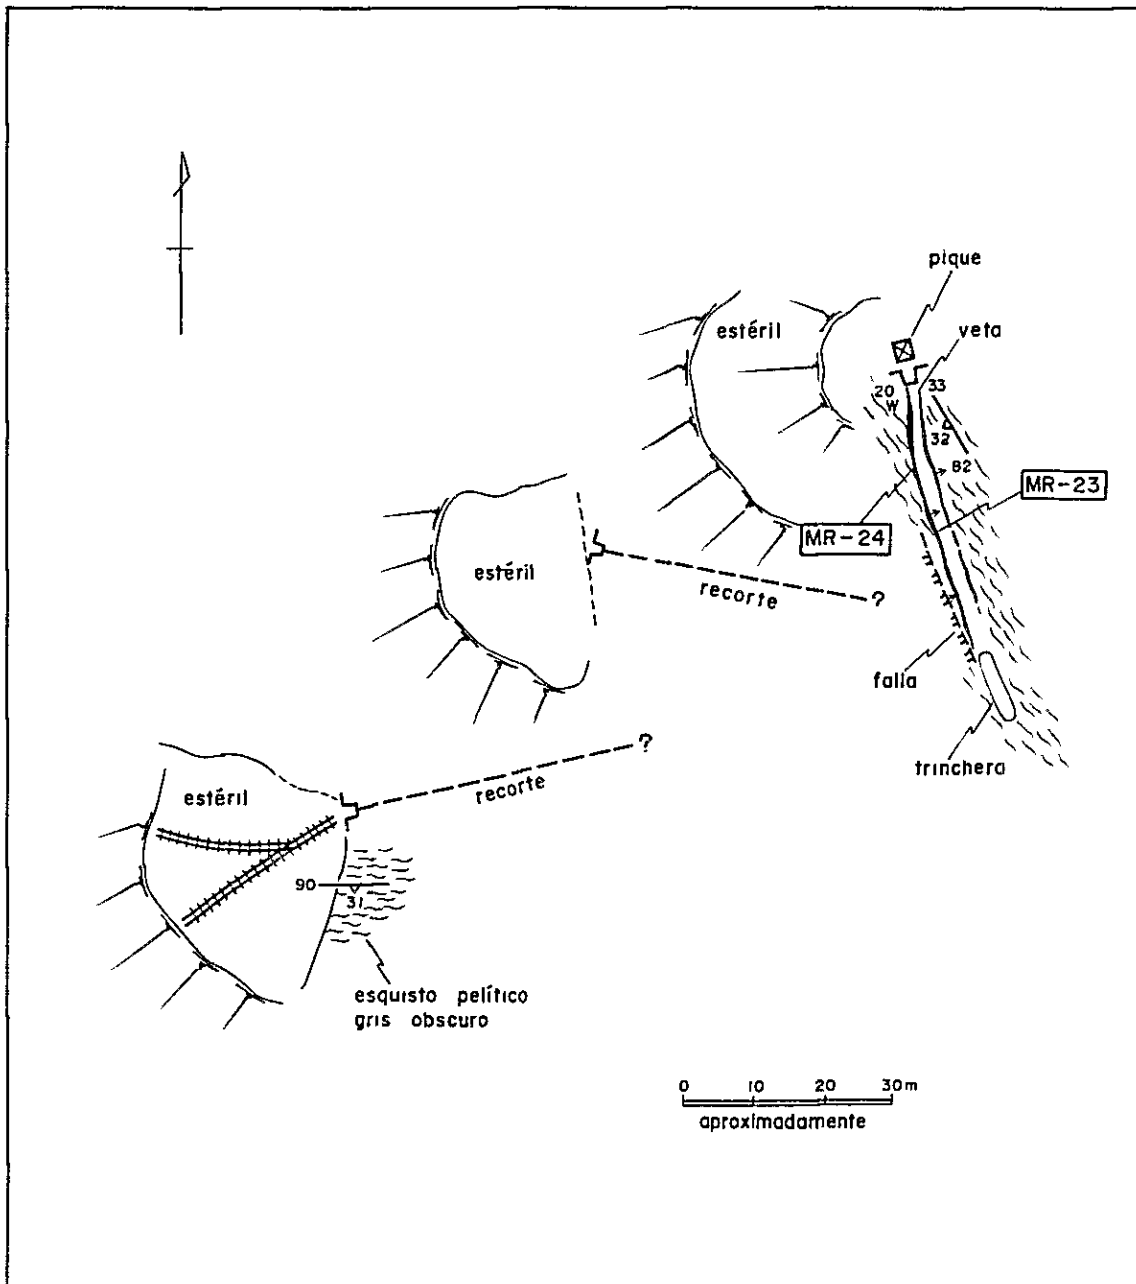 pique
veta
estéril
20
W
33
32
82
MR-23
MR-24
estéril
recorte
?
falla
trinchera
?
recorte
estéril
90
31
esquisto pelítico
gris obscuro
0 10 20 30m
aproximadamente